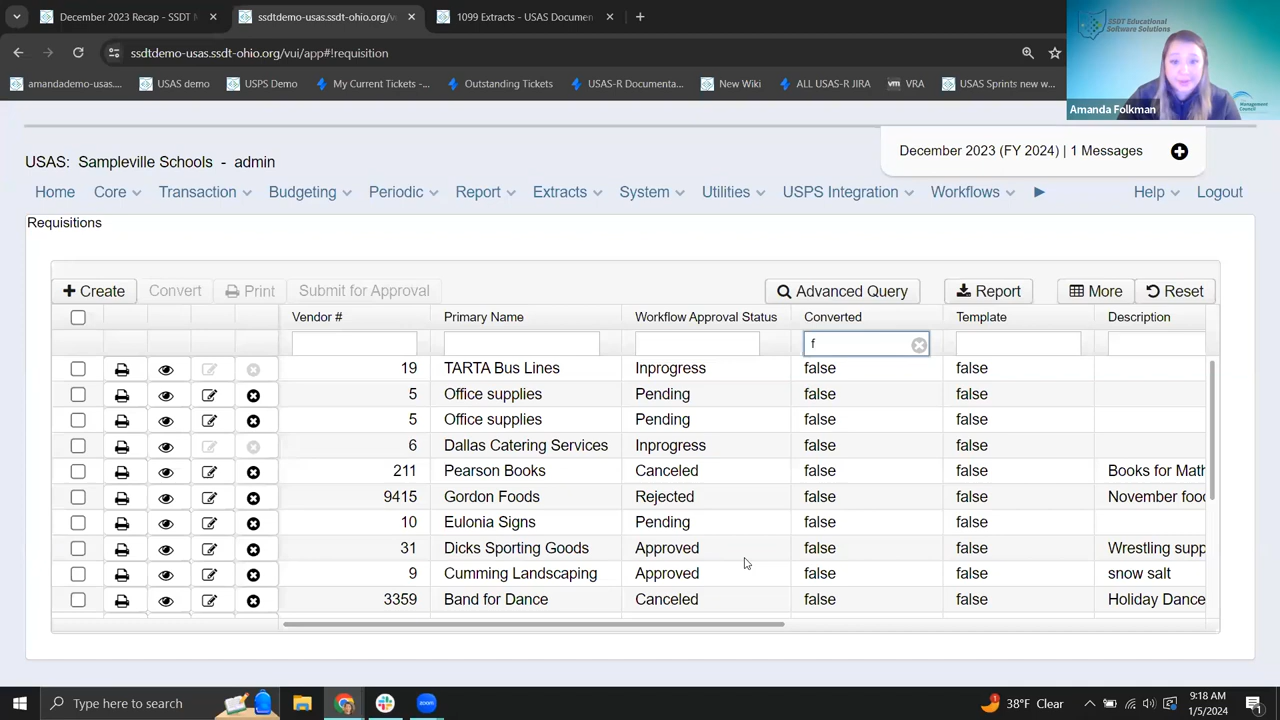 December 2023 Recap - SSDT M
ssdtdemo-usas.ssdt-ohio.org/vu
1099 Extracts - USAS Document
ssdtdemo-usas.ssdt-ohio.org/vui/app#!requisition
amandademo-usas....
USAS demo
USPS Demo
My Current Tickets -...
Outstanding Tickets
USAS-R Documenta...
New Wiki
ALL USAS-R JIRA
VRA
USAS Sprints new w...
SSDT Educational
Software Solutions
Management
Council
Amanda Folkman
USAS: Sampleville Schools - admin
December 2023 (FY 2024) | 1 Messages
Home Core Transaction Budgeting Periodic Report Extracts System Utilities USPS Integration Workflows Help Logout
Requisitions
Create Convert Print Submit for Approval Advanced Query Report More Reset
Vendor # Primary Name Workflow Approval Status Converted Template Description
f
19 TARTA Bus Lines Inprogress false false
5 Office supplies Pending false false
5 Office supplies Pending false false
6 Dallas Catering Services Inprogress false false
211 Pearson Books Canceled false false Books for Math
9415 Gordon Foods Rejected false false November food
10 Eulonia Signs Pending false false
31 Dicks Sporting Goods Approved false false Wrestling supp
9 Cumming Landscaping Approved false false snow salt
3359 Band for Dance Canceled false false Holiday Dance
Type here to search
zoom
1
38°F Clear
9:18 AM
1/5/2024
1